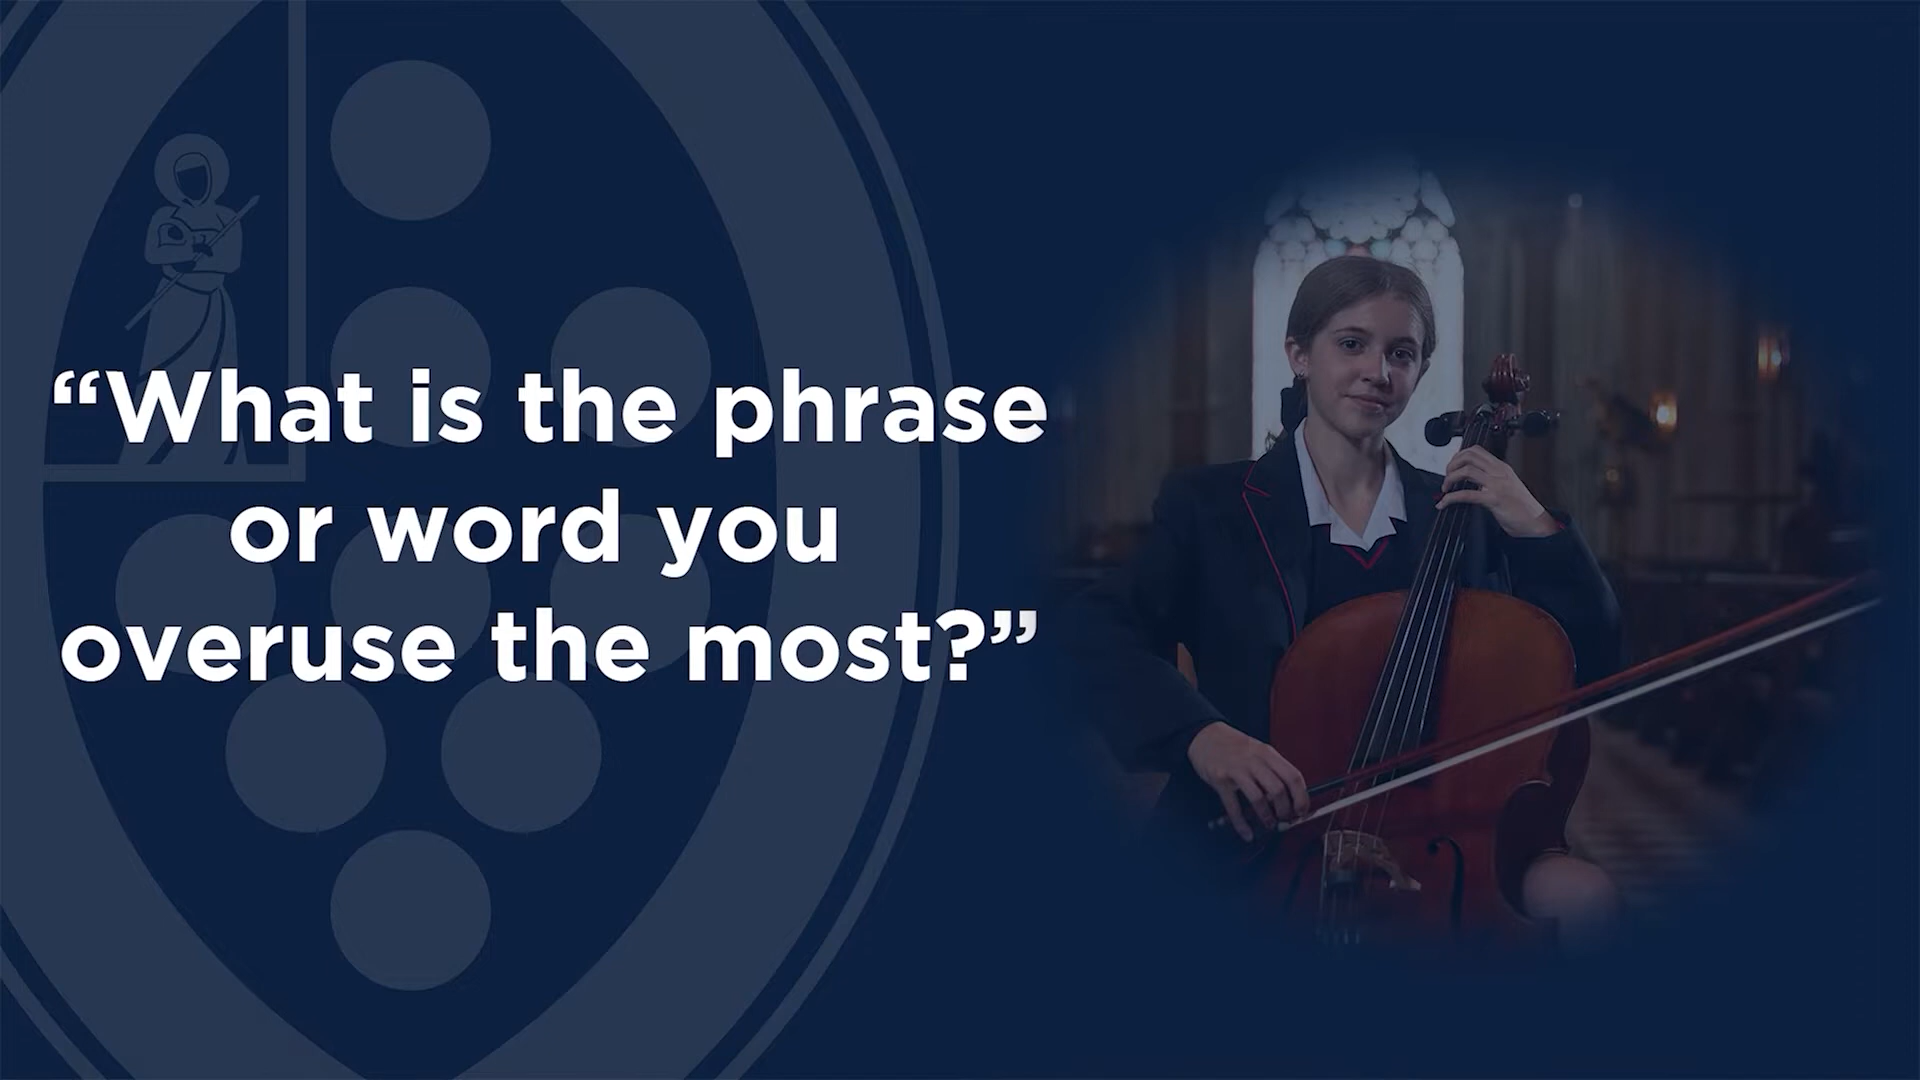 “What is the phrase
or word you
overuse the most?”